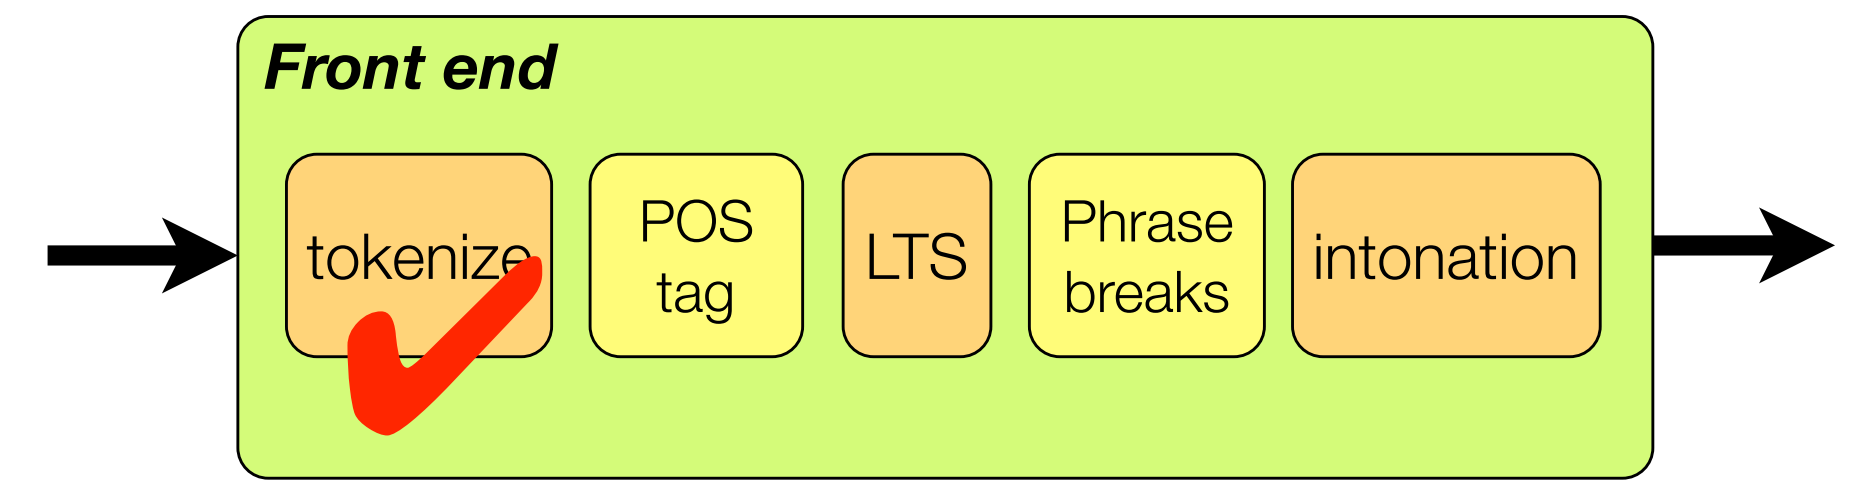 Front end
tokenize
POS
tag
LTS
Phrase
breaks
intonation